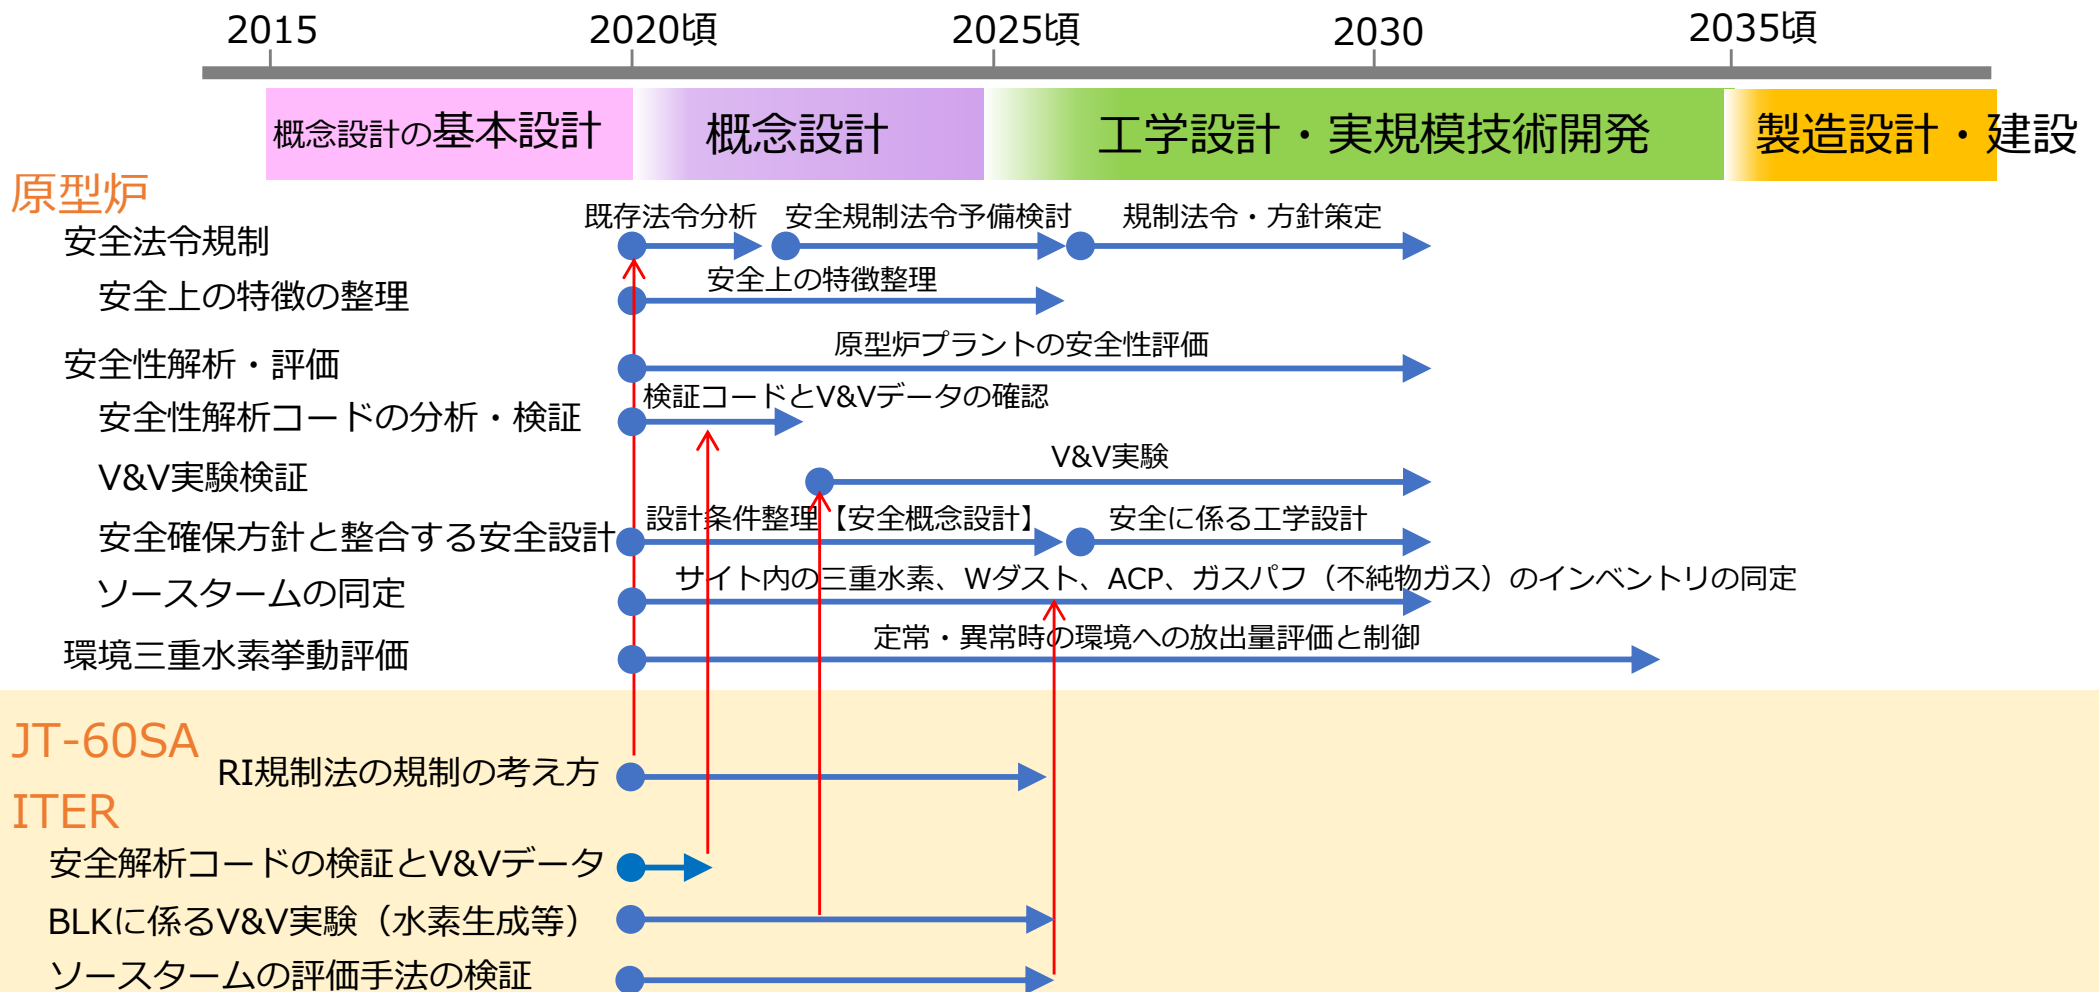 2015
2020頃
2025頃
2030
2035頃
概念設計の基本設計
概念設計
工学設計・実規模技術開発
製造設計・建設
原型炉
既存法令分析
安全規制法令予備検討
規制法令・方針策定
安全法令規制
安全上の特徴整理
安全上の特徴の整理
原型炉プラントの安全性評価
安全性解析・評価
検証コードとV&Vデータの確認
安全性解析コードの分析・検証
V&V実験
V&V実験検証
設計条件整理【安全概念設計】
安全に係る工学設計
安全確保方針と整合する安全設計
サイト内の三重水素、Wダスト、ACP、ガスパフ（不純物ガス）のインベントリの同定
ソースタームの同定
定常・異常時の環境への放出量評価と制御
環境三重水素挙動評価
JT-60SA
RI規制法の規制の考え方
ITER
安全解析コードの検証とV&Vデータ
BLKに係るV&V実験（水素生成等）
ソースタームの評価手法の検証